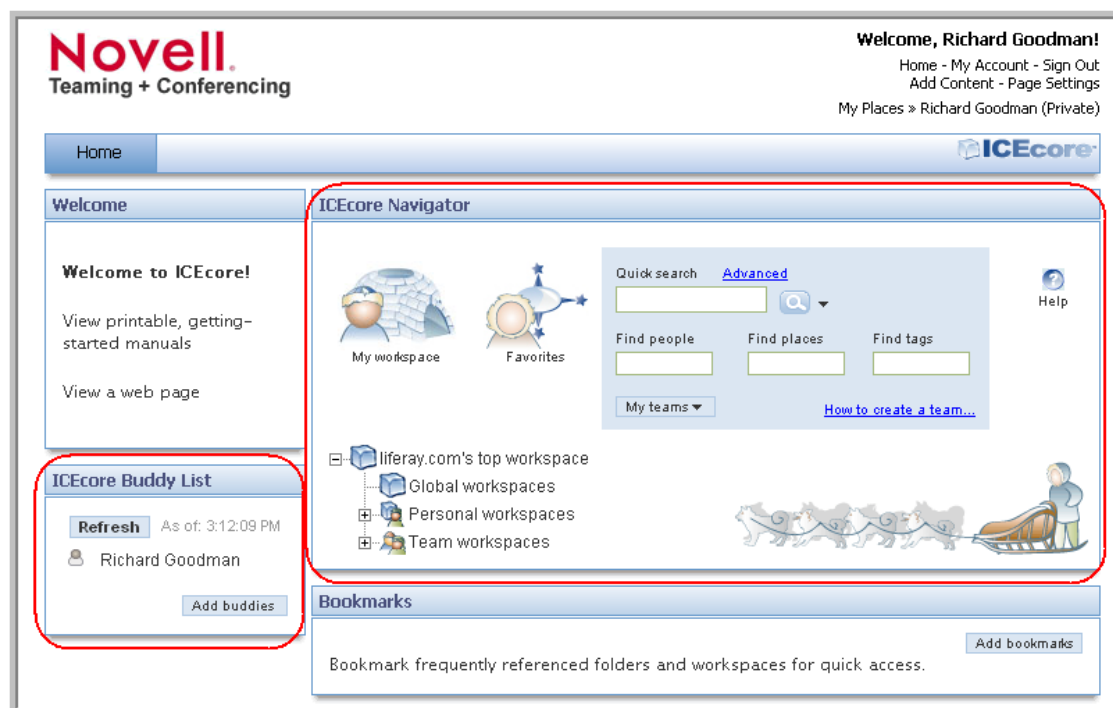 Novell.
Teaming + Conferencing
Welcome, Richard Goodman!
Home - My Account - Sign Out
Add Content - Page Settings
My Places » Richard Goodman (Private)
Home
ICEcore
Welcome
Welcome to ICEcore!
View printable, getting-
started manuals
View a web page
ICEcore Buddy List
Refresh As of: 3:12:09 PM
Richard Goodman
Add buddies
ICEcore Navigator
My workspace
Favorites
Quick search Advanced
Find people Find places Find tags
My teams
How to create a team...
Help
liferay.com's top workspace
Global workspaces
Personal workspaces
Team workspaces
Bookmarks
Add bookmarks
Bookmark frequently referenced folders and workspaces for quick access.